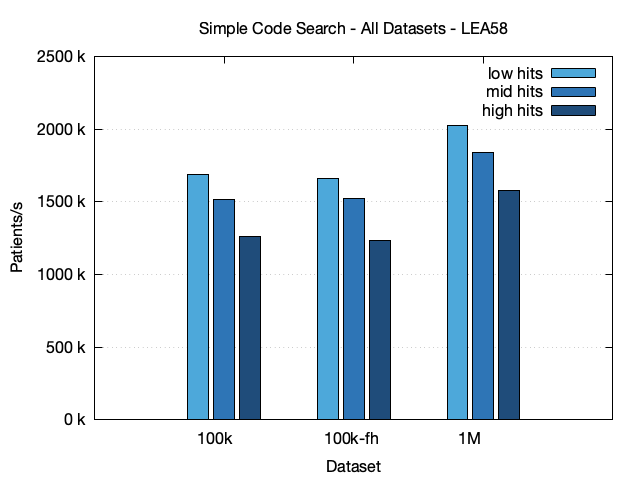 Simple Code Search - All Datasets - LEA58
2500 k
2000 k
1500 k
1000 k
500 k
0 k
Patients/s
low hits
mid hits
high hits
100k
100k-fh
1M
Dataset